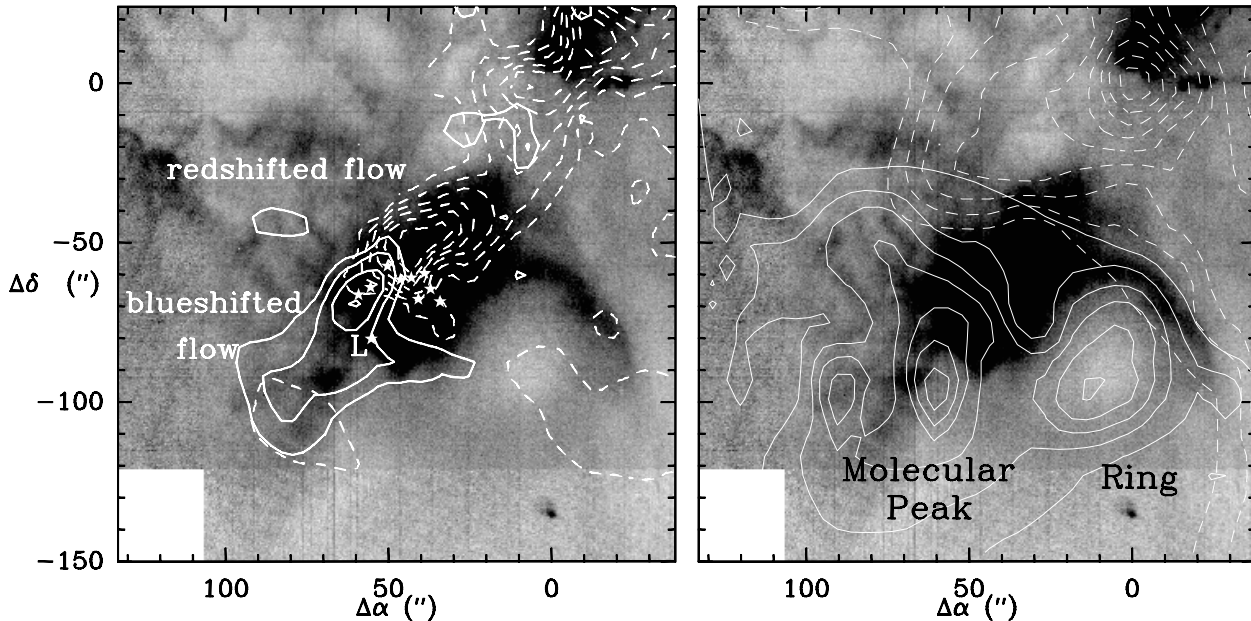 0
−50
−100
−150
Δδ (″)
redshifted flow
blueshifted
flow
L
100
50
0
Δα (″)
Molecular
Peak
Ring
100
50
0
Δα (″)